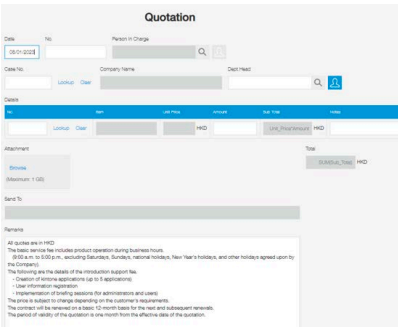 Quotation
Date No. Person In Charge
Case No. Company Name Dept.Head
Lookup Clear
Details
No Item Unit Price Amount Sub Total Notes
Lookup Clear HKD Unit_Price*Amount HKD
Attachment Total
Browse SUM(Sub_Total) HKD
(Maximum: 1 GB)
Send To
Remarks
All quotes are in HKD
The basic service fee includes product operation during business hours.
(9:00 a.m. to 5:00 p.m., excluding Saturdays, Sundays, national holidays, New Year's holidays, and other holidays agreed upon by
the Company)
The following are the details of the introduction support fee.
- Creation of kintone applications (up to 5 applications)
- User information registration
- Implementation of briefing sessions (for administrators and users)
The price is subject to change depending on the customer's requirements.
The contract will be renewed on a basic 12-month basis for the next and subsequent renewals.
The period of validity of the quotation is one month from the effective date of the quotation.